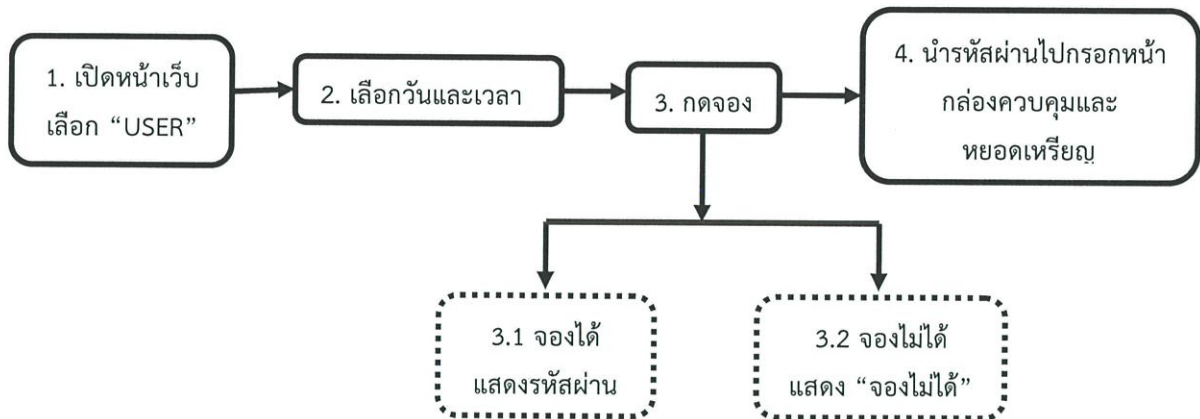 1. เปิดหน้าเว็บ
เลือก “USER”
2. เลือกวันและเวลา
3. กดจอง
4. นำรหัสผ่านไปกรอกหน้า
กล่องควบคุมและ
หยอดเหรียญ
3.1 จองได้
แสดงรหัสผ่าน
3.2 จองไม่ได้
แสดง “จองไม่ได้”